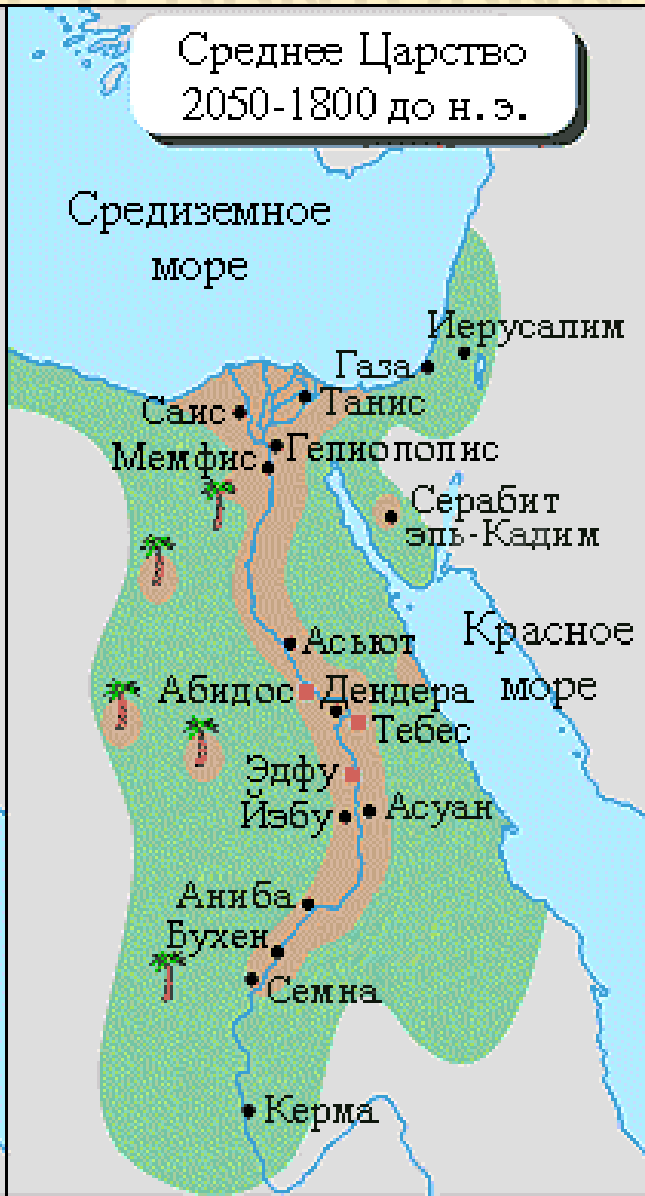 Среднее Царство
2050-1800 до н. э.
Средиземное
море
Иерусалим
Газа
Танис
Саис
Гелиополис
Мемфис
Серабит
эль-Кадим
Асьют
Красное
море
Абидос
Дендера
Тебес
Эдфу
Йэбу
Асуан
Аниба
Бухен
Семна
Керма